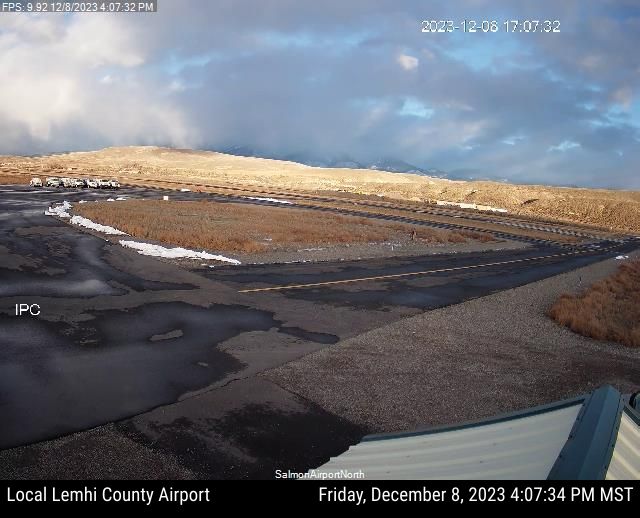 FPS: 9.92 12/8/2023 4:07:32 PM
2023-12-08 17:07:32
IPC
SalmonAirportNorth
Local Lemhi County Airport
Friday, December 8, 2023 4:07:34 PM MST